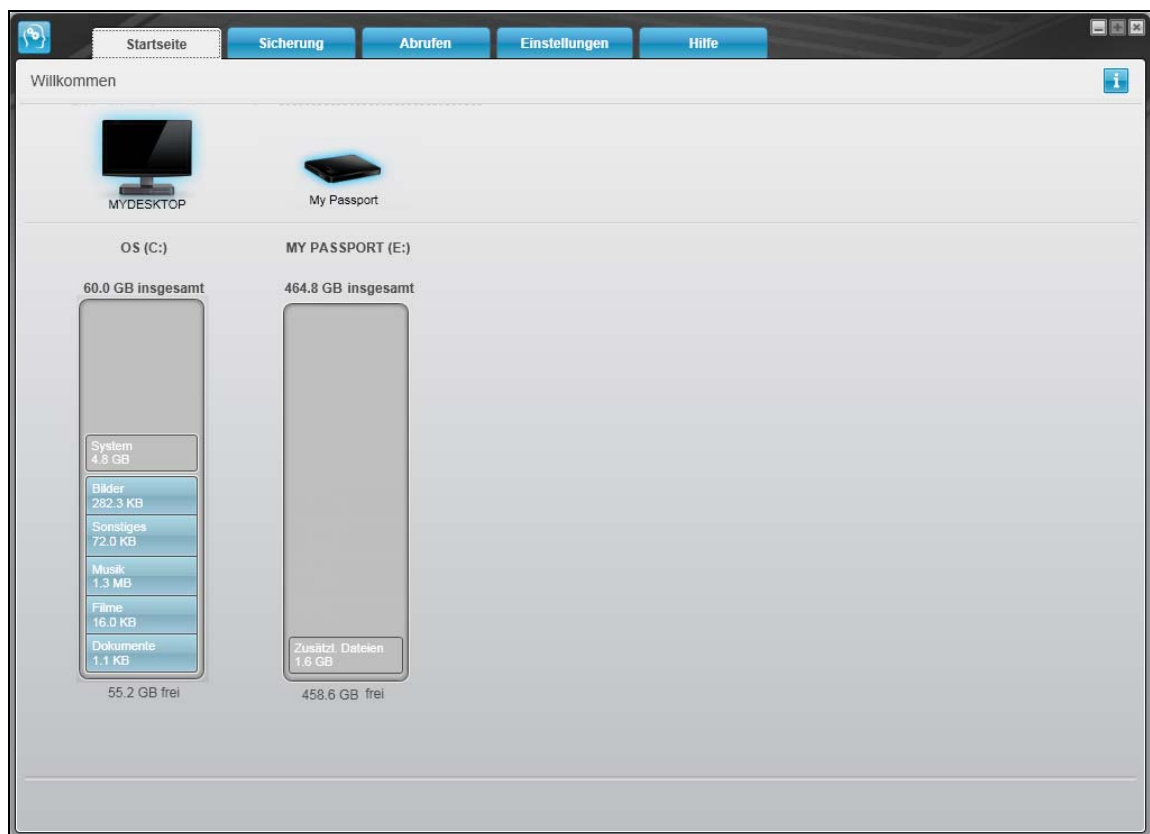 Startseite Sicherung Abrufen Einstellungen Hilfe
Willkommen
MYDESKTOP
My Passport
OS (C:)
MY PASSPORT (E:)
60.0 GB insgesamt
464.8 GB insgesamt
System
4.8 GB
Bilder
282.3 KB
Sonstiges
72.0 KB
Musik
1.3 MB
Filme
16.0 KB
Dokumente
1.1 KB
Zusätzl. Dateien
1.6 GB
55.2 GB frei
458.6 GB frei